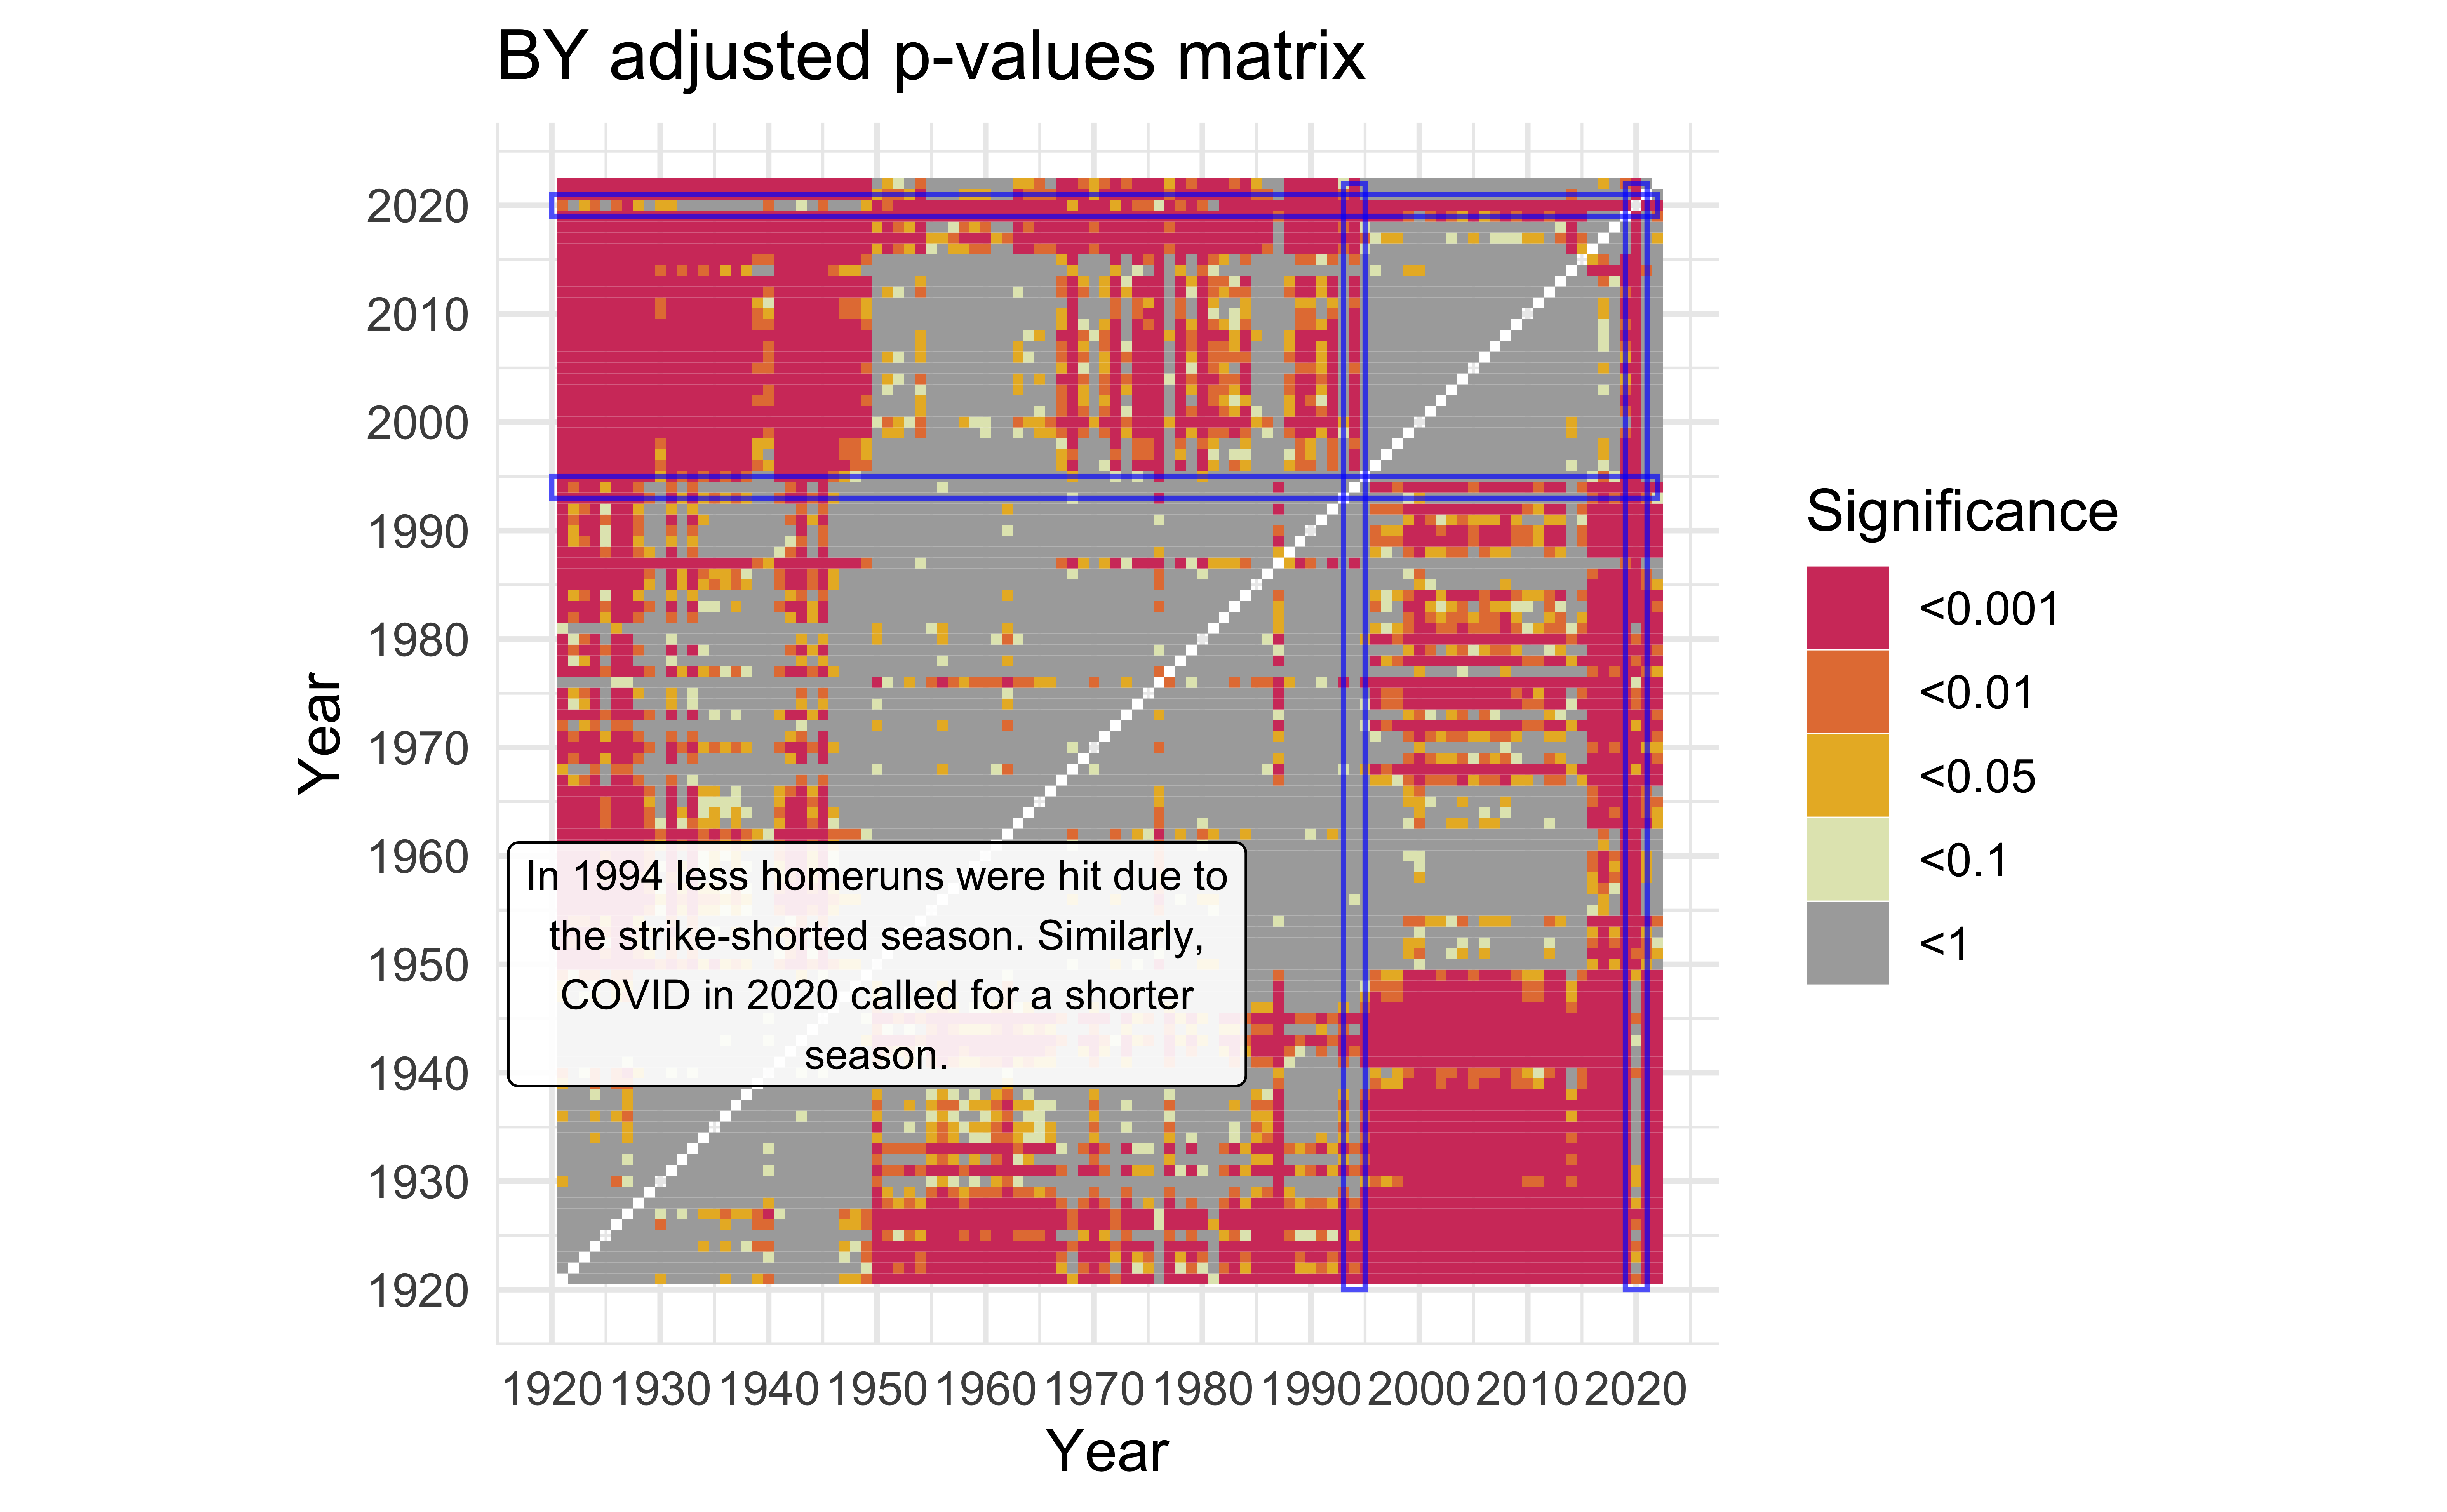 BY adjusted p-values matrix
Year
2020
2010
2000
1990
1980
1970
1960
1950
1940
1930
1920
In 1994 less homeruns were hit due to
the strike-shorted season. Similarly,
COVID in 2020 called for a shorter
season.
1920 1930 1940 1950 1960 1970 1980 1990 2000 2010 2020
Year
Significance
<0.001
<0.01
<0.05
<0.1
<1